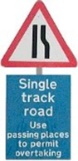 Single
track
road
Use
passing places
to permit
overtaking